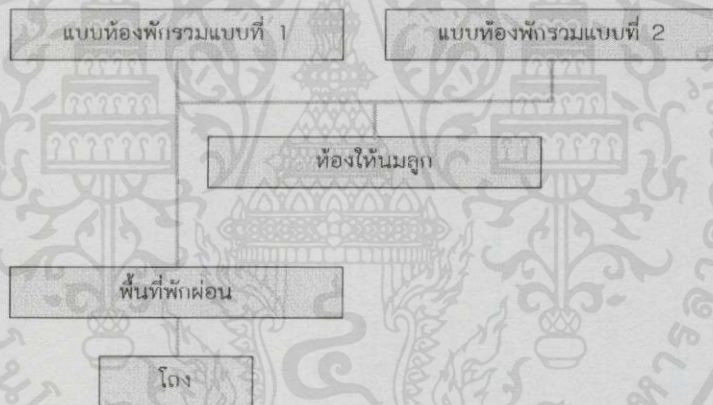 แบบห้องพักรวมแบบที่ 1
แบบห้องพักรวมแบบที่ 2
ห้องให้นมลูก
พื้นที่พักผ่อน
โถง